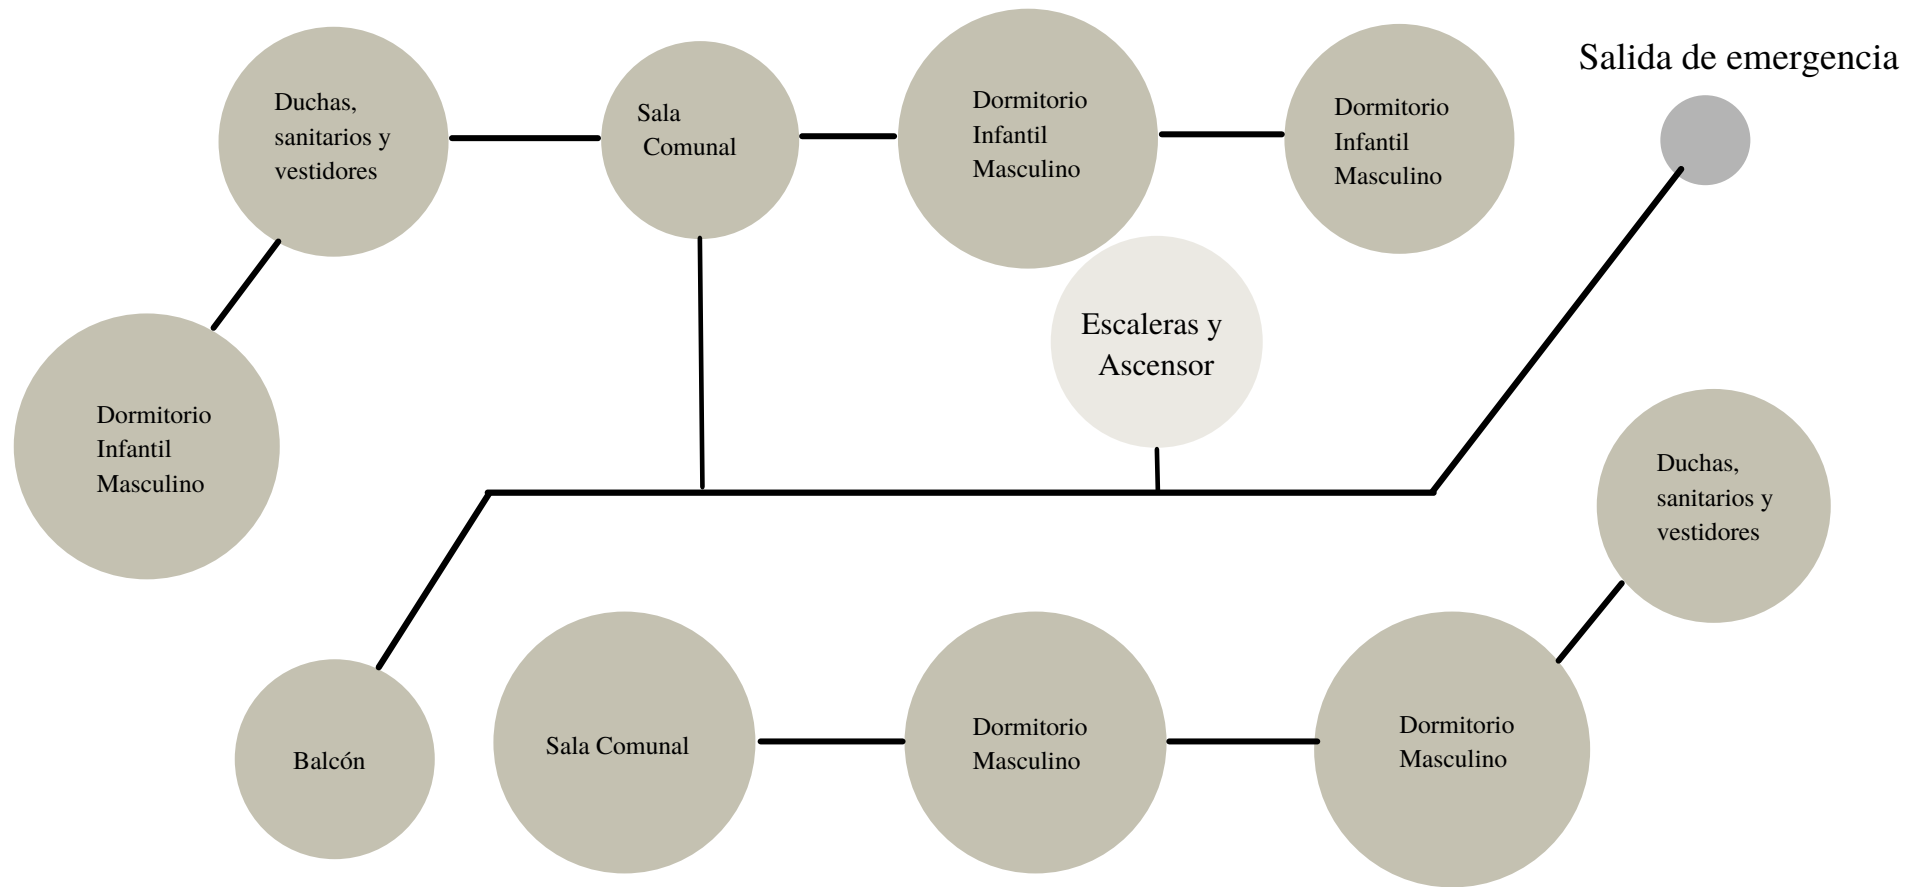 Salida de emergencia
Duchas,
sanitarios y
vestidores
Sala
Comunal
Dormitorio
Infantil
Masculino
Dormitorio
Infantil
Masculino
Escaleras y
Ascensor
Dormitorio
Infantil
Masculino
Duchas,
sanitarios y
vestidores
Balcón
Sala Comunal
Dormitorio
Masculino
Dormitorio
Masculino